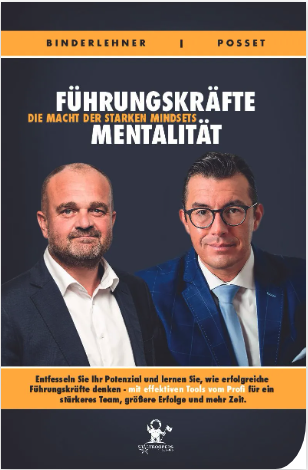 BINDERLEHNER | POSSET
FÜHRUNGSKRÄFTE
DIE MACHT DER STARKEN MINDSETS
MENTALITÄT
Entfesseln Sie Ihr Potenzial und lernen Sie, wie erfolgreiche
Führungskräfte denken - mit effektiven Tools vom Profi für ein
stärkeres Team, größere Erfolge und mehr Zeit.